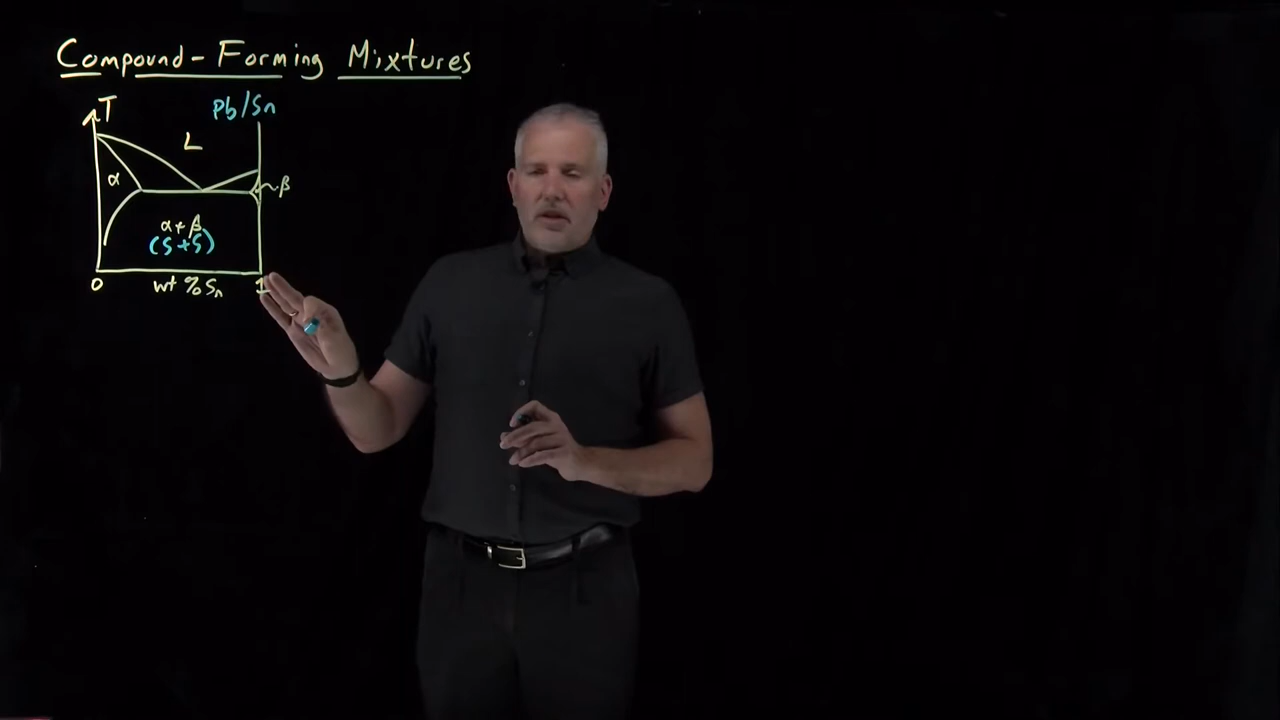 Compound-Forming Mixtures
T
Pb/Sn
L
α
β
α+β
(S+S)
0 wt % Sn 1